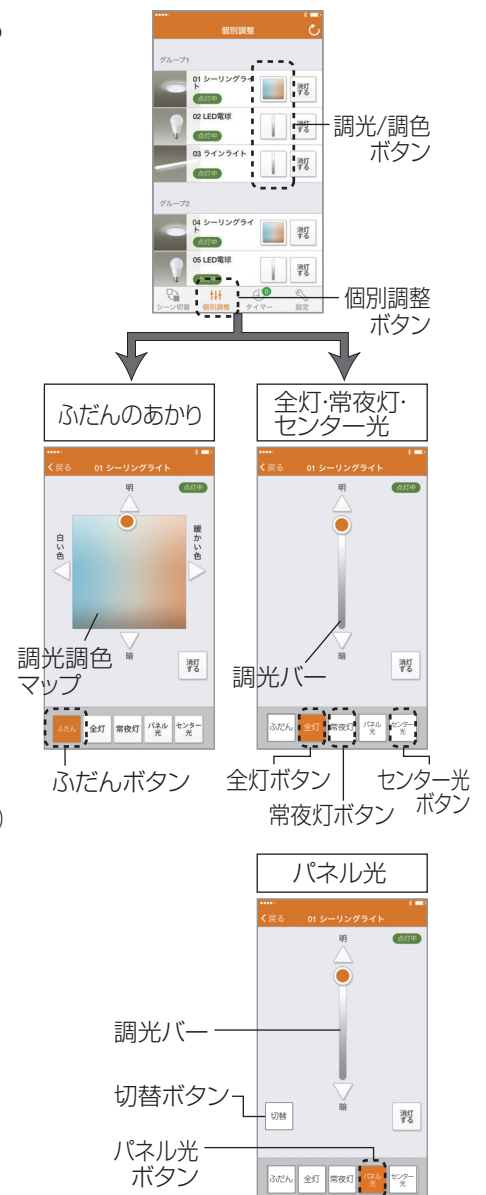 個別調整
グループ1
01 シーリングライ
ト
点灯中
消灯
する
02 LED電球
点灯中
消灯
する
03 ラインライト
点灯中
消灯
する
調光/調色
ボタン
グループ2
04 シーリングライ
ト
点灯中
消灯
する
05 LED電球
消灯
する
シーン切替
個別調整
0
タイマー
設定
個別調整
ボタン
ふだんのあかり
戻る
01 シーリングライト
明
点灯中
白い色
暖かい色
暗
消灯
する
調光調色
マップ
ふだん
全灯
常夜灯
パネル
光
センター
光
ふだんボタン
全灯・常夜灯・
センター光
戻る
01 シーリングライト
明
点灯中
調光バー
暗
消灯
する
ふだん
全灯
常夜灯
パネル
光
センター
光
全灯ボタン
常夜灯ボタン
センター光
ボタン
パネル光
戻る
01 シーリングライト
明
点灯中
調光バー
切替ボタン
切替
暗
消灯
する
パネル光
ボタン
ふだん
全灯
常夜灯
パネル
光
センター
光